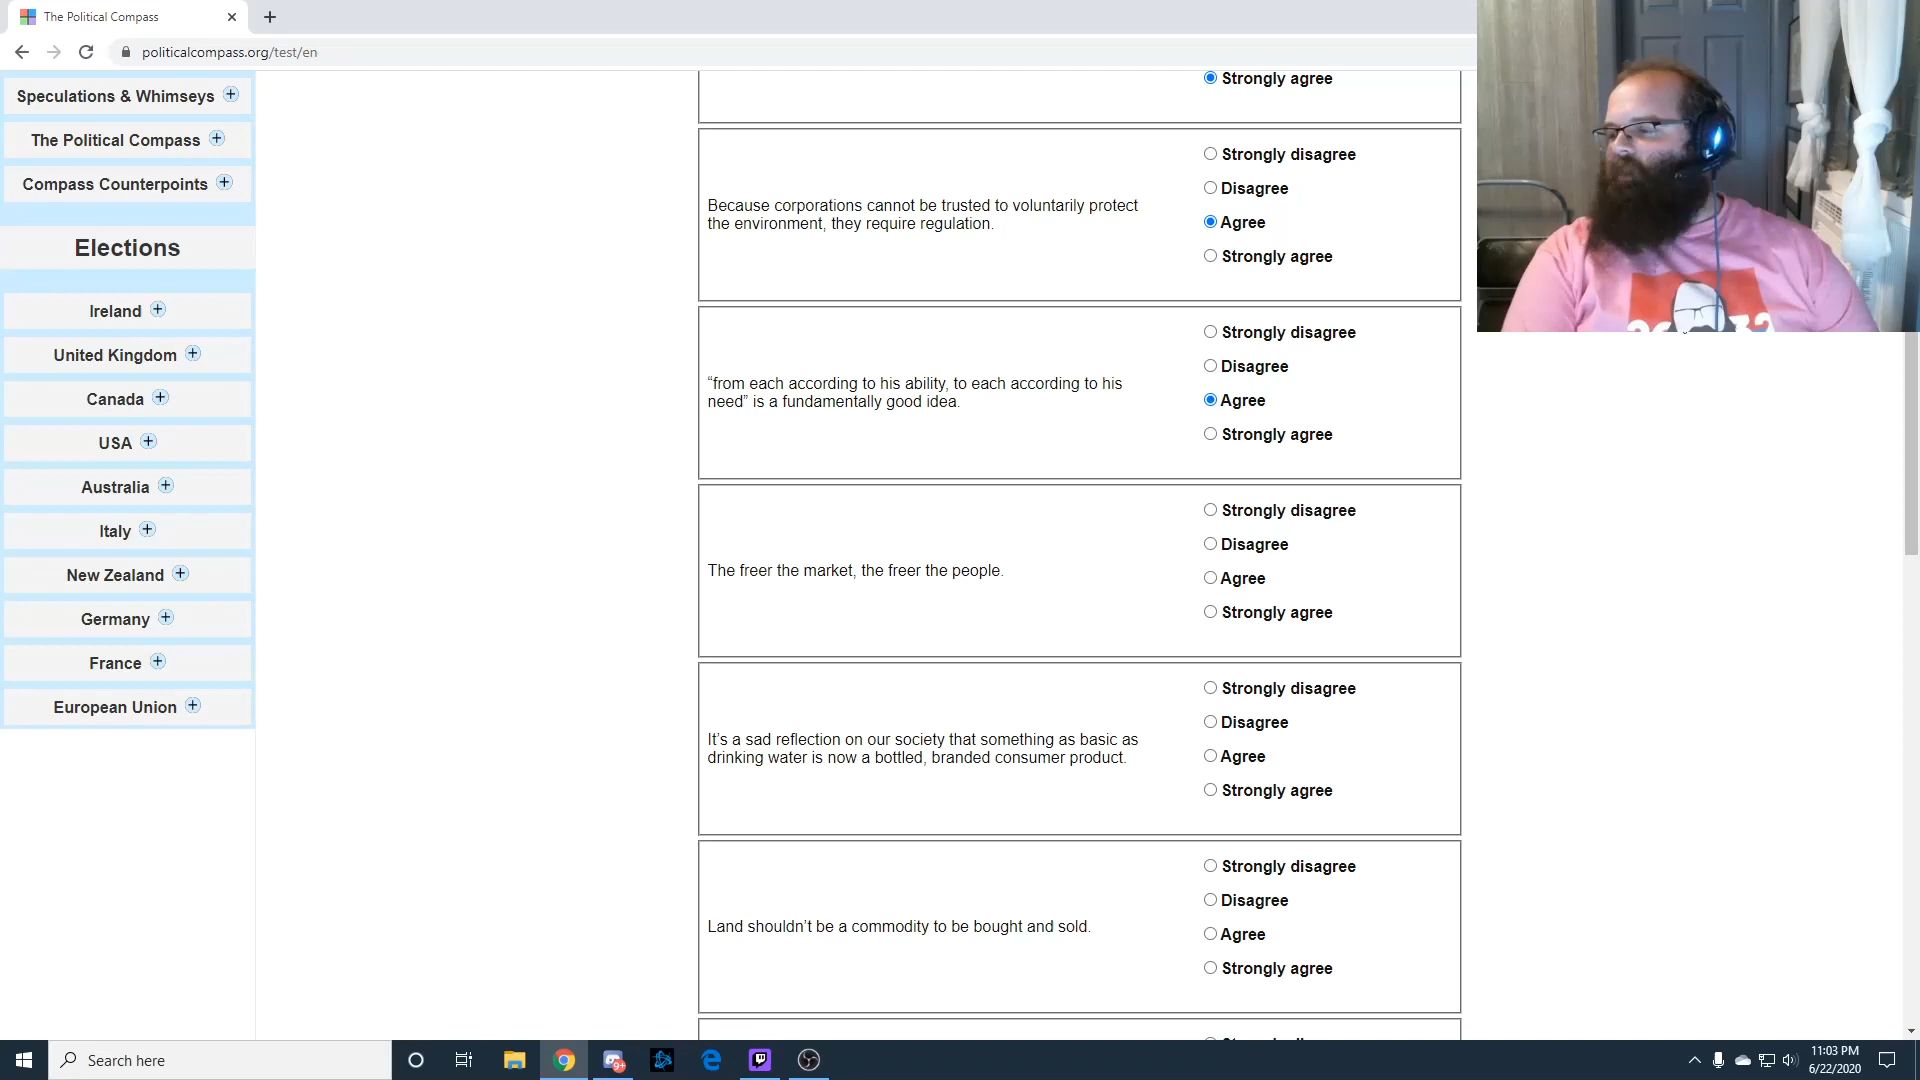 The Political Compass
politicalcompass.org/test/en
Speculations & Whimseys
The Political Compass
Compass Counterpoints
Elections
Ireland
United Kingdom
Canada
USA
Australia
Italy
New Zealand
Germany
France
European Union
Strongly agree
Because corporations cannot be trusted to voluntarily protect
the environment, they require regulation.
Strongly disagree
Disagree
Agree
Strongly agree
“from each according to his ability, to each according to his
need” is a fundamentally good idea.
Strongly disagree
Disagree
Agree
Strongly agree
The freer the market, the freer the people.
Strongly disagree
Disagree
Agree
Strongly agree
It’s a sad reflection on our society that something as basic as
drinking water is now a bottled, branded consumer product.
Strongly disagree
Disagree
Agree
Strongly agree
Land shouldn’t be a commodity to be bought and sold.
Strongly disagree
Disagree
Agree
Strongly agree
Search here
9+
11:03 PM
6/22/2020